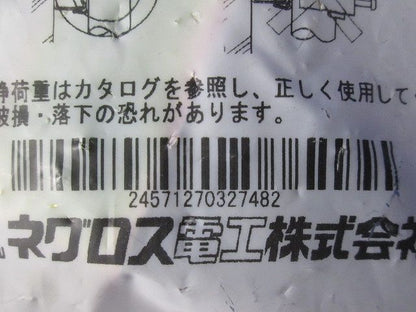 静荷重はカタログを参照し、正しく使用して
破損・落下の恐れがあります。
24571270327482
ネグロス電工株式会社